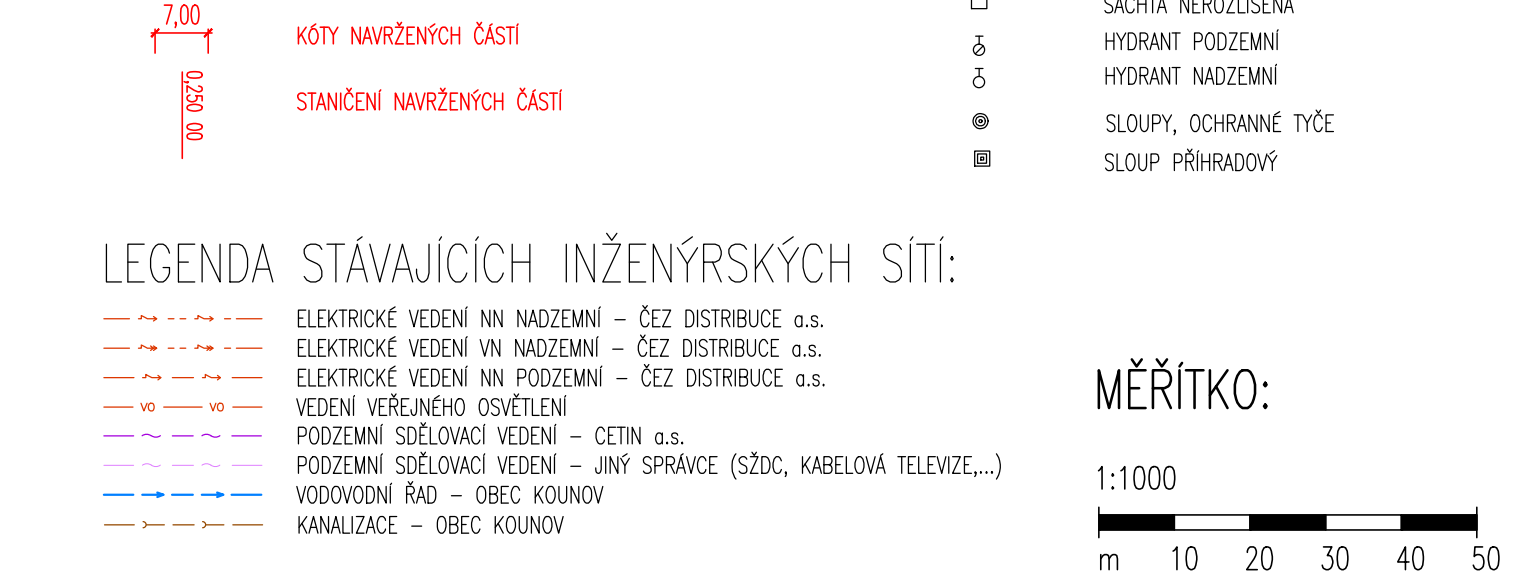 7,00
KÓTY NAVRŽENÝCH ČÁSTÍ
0,250 00
STANIČENÍ NAVRŽENÝCH ČÁSTÍ
ŠACHTA NEROZLIŠENA
HYDRANT PODZEMNÍ
HYDRANT NADZEMNÍ
SLOUPY, OCHRANNÉ TYČE
SLOUP PŘÍHRADOVÝ
LEGENDA STÁVAJÍCÍCH INŽENÝRSKÝCH SÍTÍ:
ELEKTRICKÉ VEDENÍ NN NADZEMNÍ – ČEZ DISTRIBUCE a.s.
ELEKTRICKÉ VEDENÍ VN NADZEMNÍ – ČEZ DISTRIBUCE a.s.
ELEKTRICKÉ VEDENÍ NN PODZEMNÍ – ČEZ DISTRIBUCE a.s.
VO VO VEDENÍ VEŘEJNÉHO OSVĚTLENÍ
PODZEMNÍ SDĚLOVACÍ VEDENÍ – CETIN a.s.
PODZEMNÍ SDĚLOVACÍ VEDENÍ – JINÝ SPRÁVCE (SŽDC, KABELOVÁ TELEVIZE,...)
VODOVODNÍ ŘAD – OBEC KOUNOV
KANALIZACE – OBEC KOUNOV
MĚŘÍTKO:
1:1000
m 10 20 30 40 50